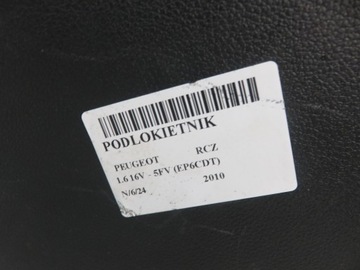 PODLOKIETNIK
PEUGEOT RCZ
1.6 16V - 5FV (EP6CDT)
N/6/24 2010